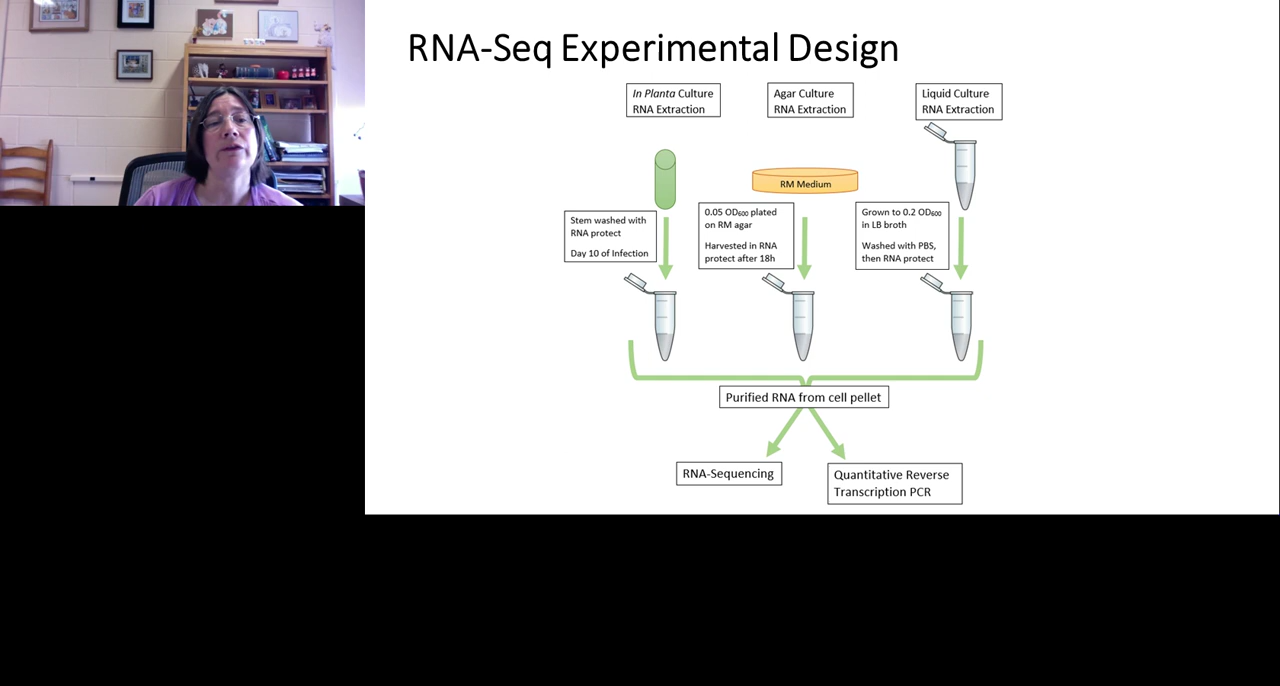 RNA-Seq Experimental Design
In Planta Culture
RNA Extraction
Agar Culture
RNA Extraction
Liquid Culture
RNA Extraction
RM Medium
Stem washed with
RNA protect
Day 10 of Infection
0.05 OD₆₀₀ plated
on RM agar
Harvested in RNA
protect after 18h
Grown to 0.2 OD₆₀₀
in LB broth
Washed with PBS,
then RNA protect
Purified RNA from cell pellet
RNA-Sequencing
Quantitative Reverse
Transcription PCR